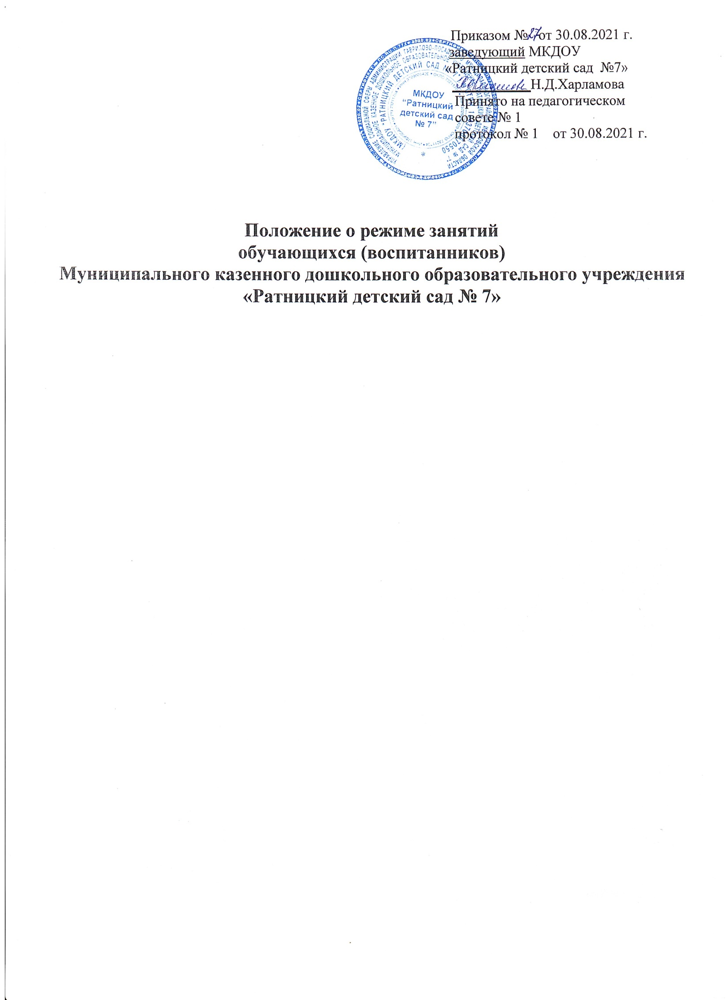 Приказом № 27 от 30.08.2021 г.
заведующий МКДОУ
«Ратницкий детский сад №7»
Н.Д.Харламова
Принято на педагогическом
совете № 1
протокол № 1 от 30.08.2021 г.
МКДОУ
“Ратницкий
детский сад
№ 7”
Положение о режиме занятий
обучающихся (воспитанников)
Муниципального казенного дошкольного образовательного учреждения
«Ратницкий детский сад № 7»